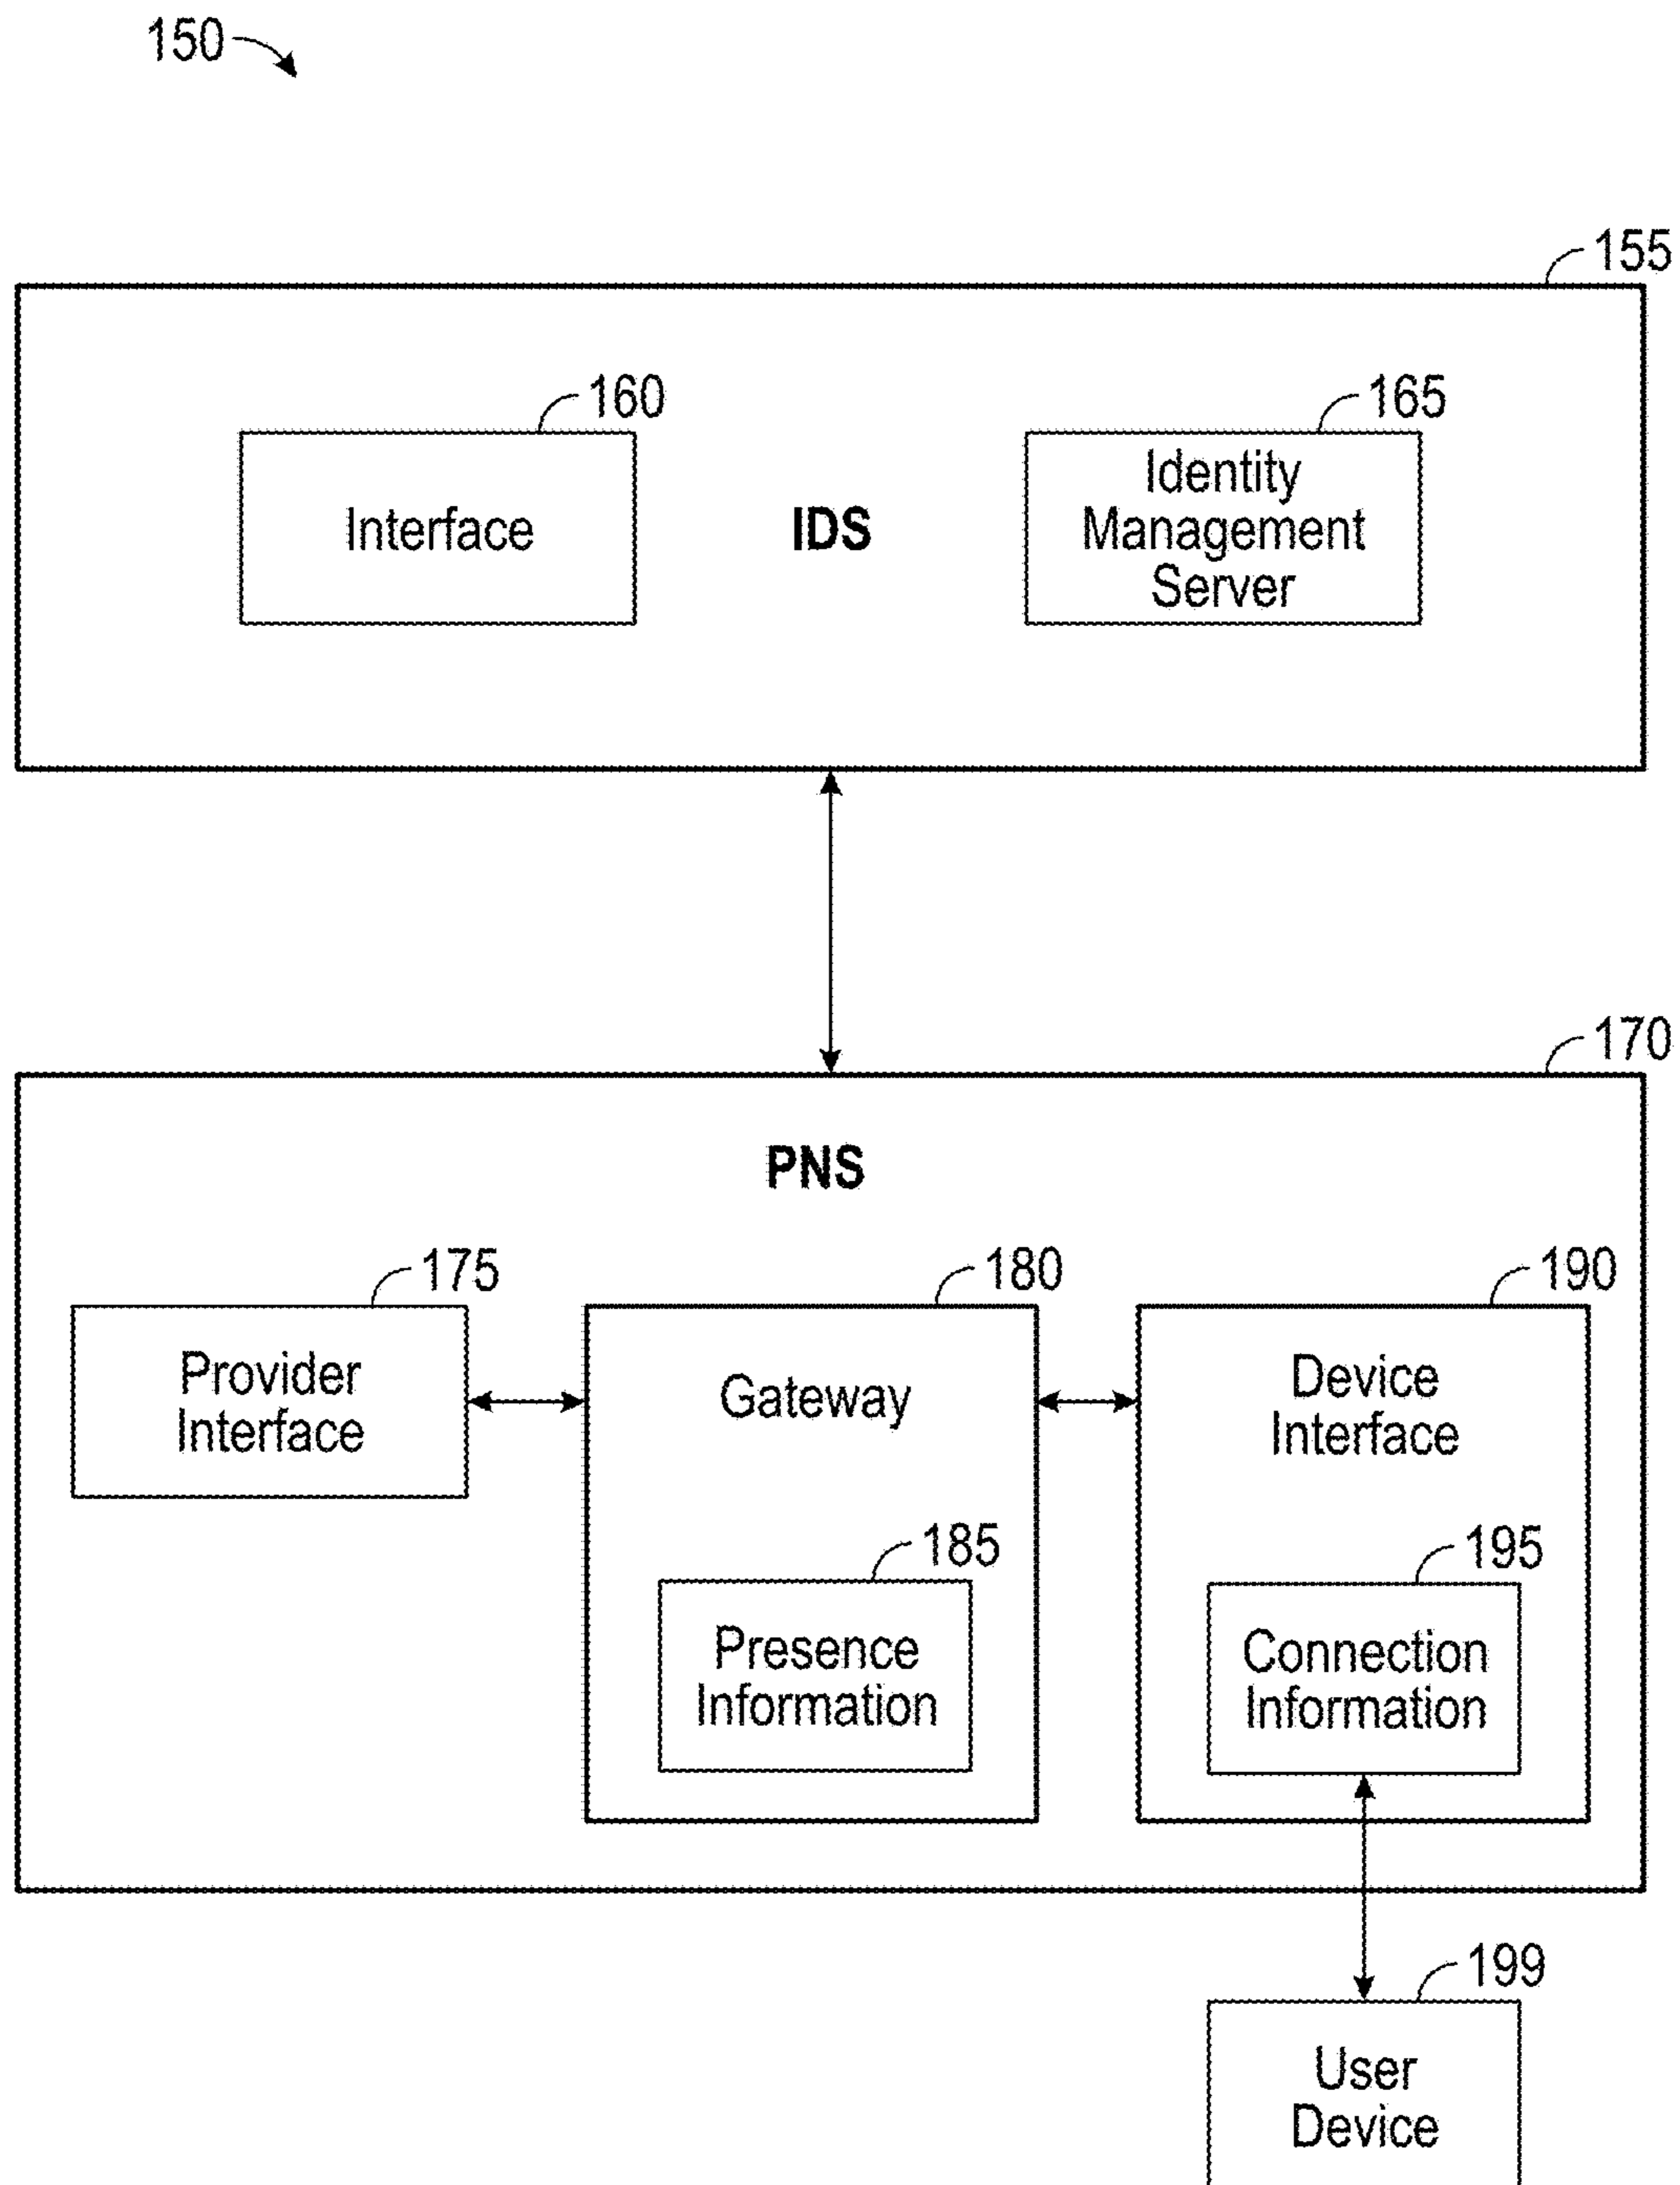 150
155
160
165
Interface
IDS
Identity
Management
Server
170
PNS
175
180
190
Provider
Interface
Gateway
Device
Interface
185
195
Presence
Information
Connection
Information
199
User
Device